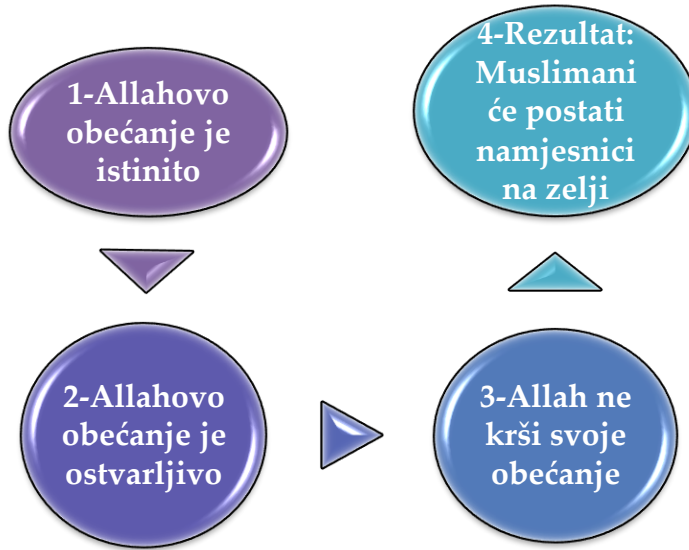 1-Allahovo
obećanje je
istinito
2-Allahovo
obećanje je
ostvarljivo
3-Allah ne
krši svoje
obećanje
4-Rezultat:
Muslimani
će postati
namjesnici
na zelji